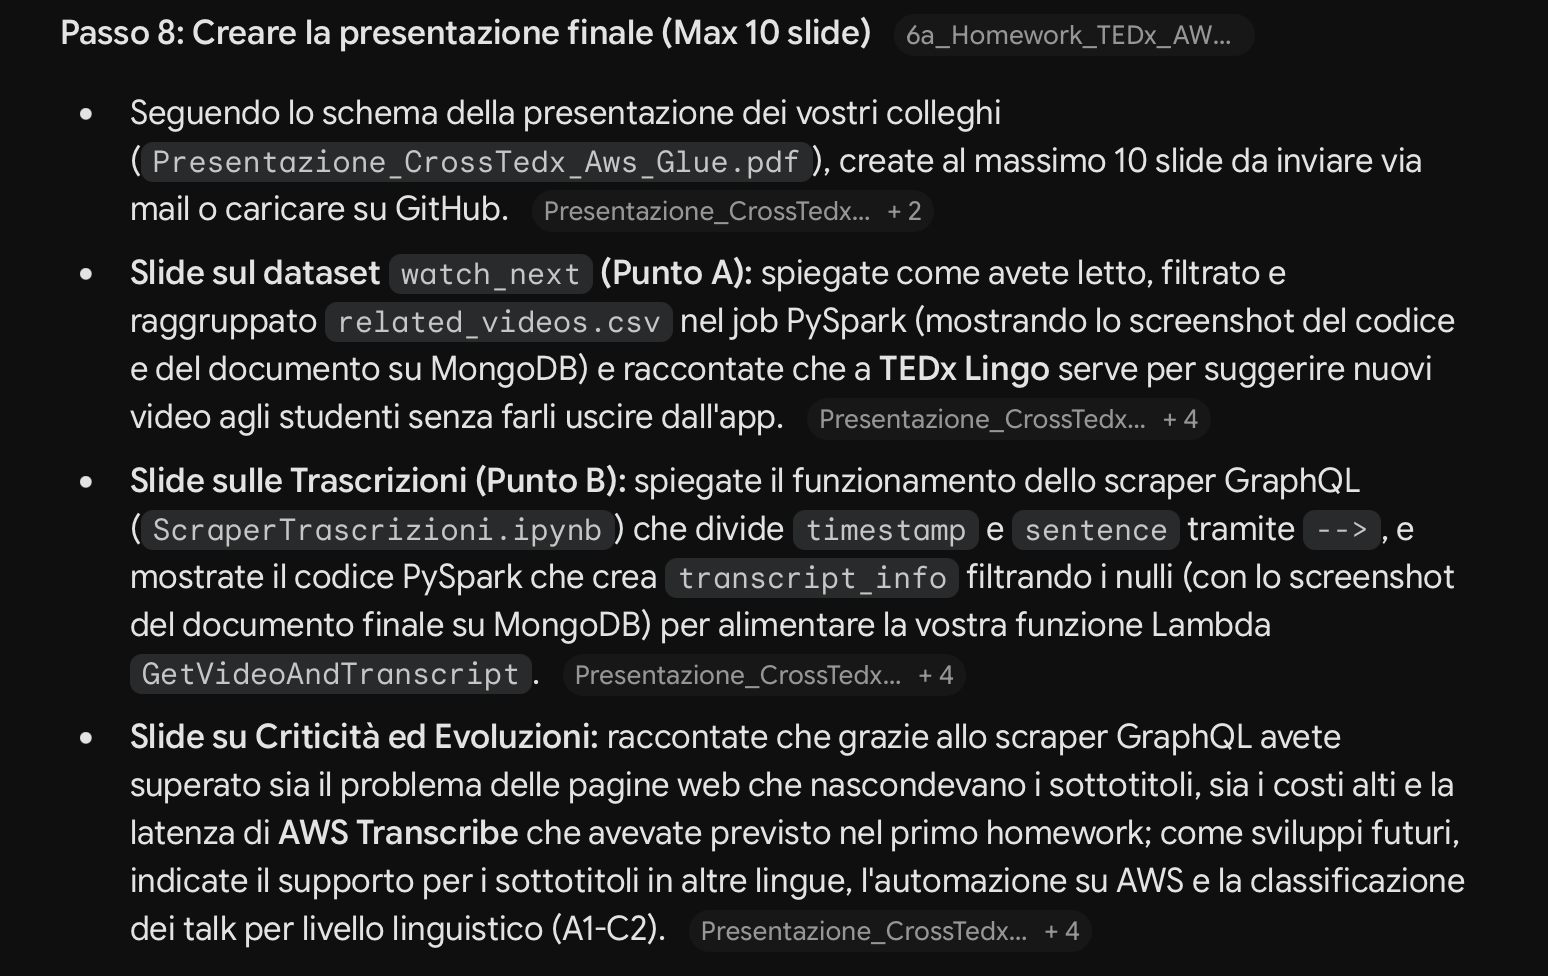 Passo 8: Creare la presentazione finale (Max 10 slide) 6a_Homework_TEDx_AW...
• Seguendo lo schema della presentazione dei vostri colleghi
(Presentazione_CrossTedx_Aws_Glue.pdf), create al massimo 10 slide da inviare via
mail o caricare su GitHub. Presentazione_CrossTedx... + 2
• Slide sul dataset watch_next (Punto A): spiegate come avete letto, filtrato e
raggruppato related_videos.csv nel job PySpark (mostrando lo screenshot del codice
e del documento su MongoDB) e raccontate che a TEDx Lingo serve per suggerire nuovi
video agli studenti senza farli uscire dall'app. Presentazione_CrossTedx... + 4
• Slide sulle Trascrizioni (Punto B): spiegate il funzionamento dello scraper GraphQL
(ScraperTrascrizioni.ipynb) che divide timestamp e sentence tramite -->, e
mostrate il codice PySpark che crea transcript_info filtrando i nulli (con lo screenshot
del documento finale su MongoDB) per alimentare la vostra funzione Lambda
GetVideoAndTranscript. Presentazione_CrossTedx... + 4
• Slide su Criticità ed Evoluzioni: raccontate che grazie allo scraper GraphQL avete
superato sia il problema delle pagine web che nascondevano i sottotitoli, sia i costi alti e la
latenza di AWS Transcribe che avevate previsto nel primo homework; come sviluppi futuri,
indicate il supporto per i sottotitoli in altre lingue, l'automazione su AWS e la classificazione
dei talk per livello linguistico (A1-C2). Presentazione_CrossTedx... + 4